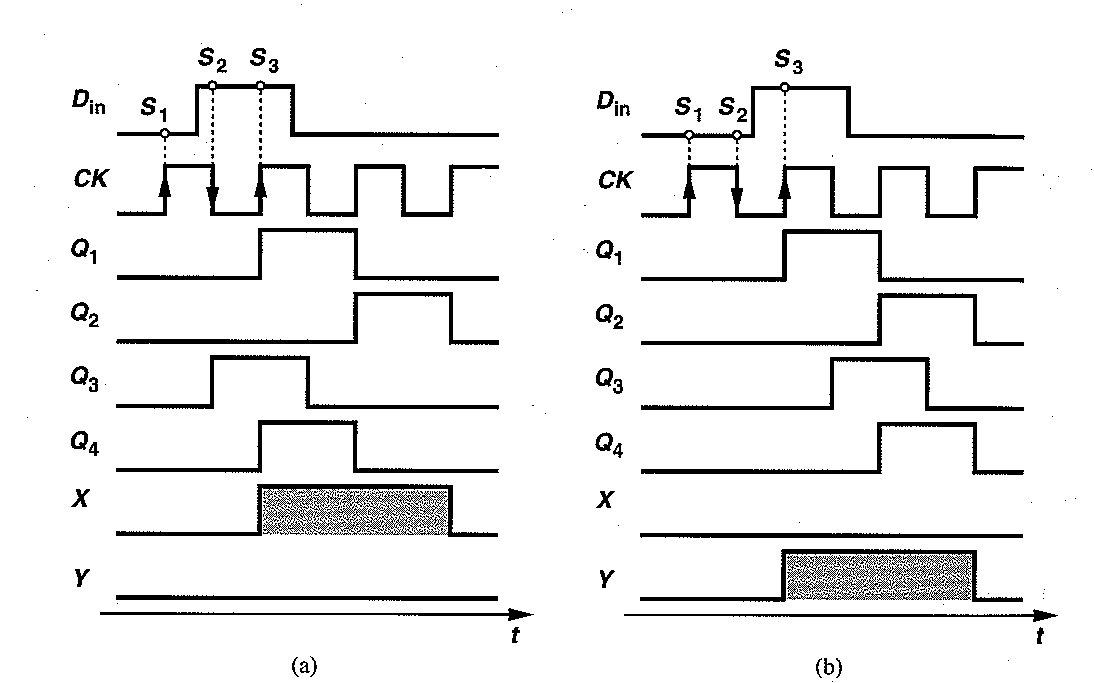 S1 S2 S3
Din
CK
Q1
Q2
Q3
Q4
X
Y
t
(a)
S1 S2 S3
Din
CK
Q1
Q2
Q3
Q4
X
Y
t
(b)